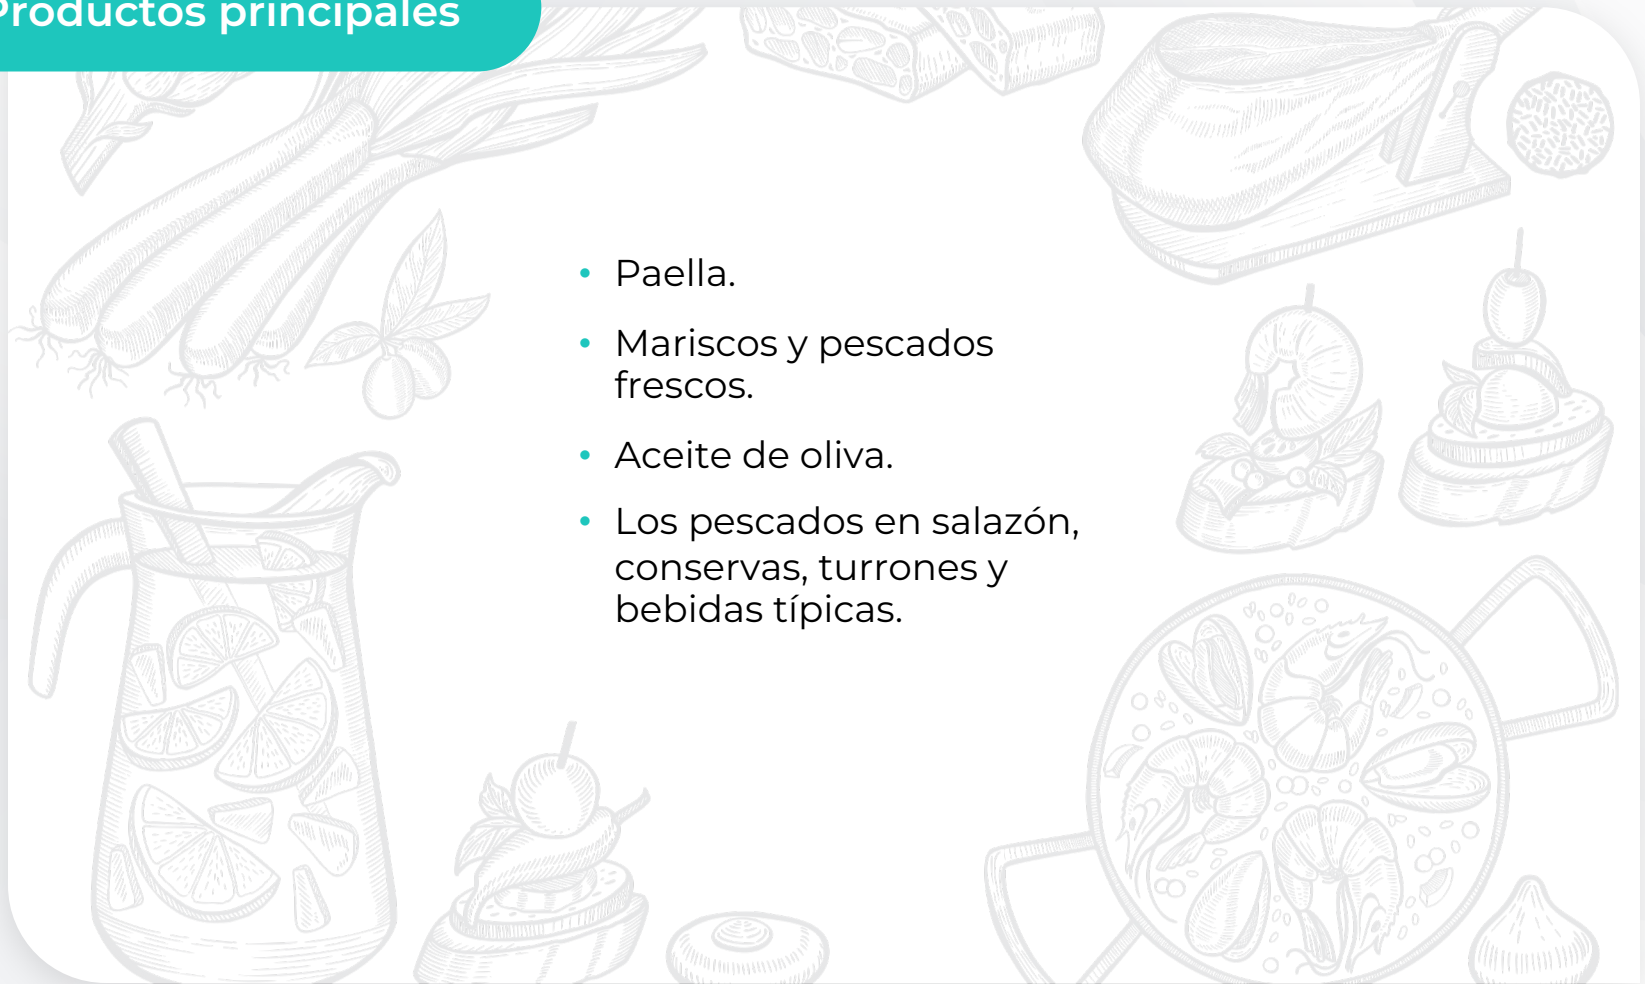 Productos principales
• Paella.
• Mariscos y pescados
frescos.
• Aceite de oliva.
• Los pescados en salazón,
conservas, turrones y
bebidas típicas.